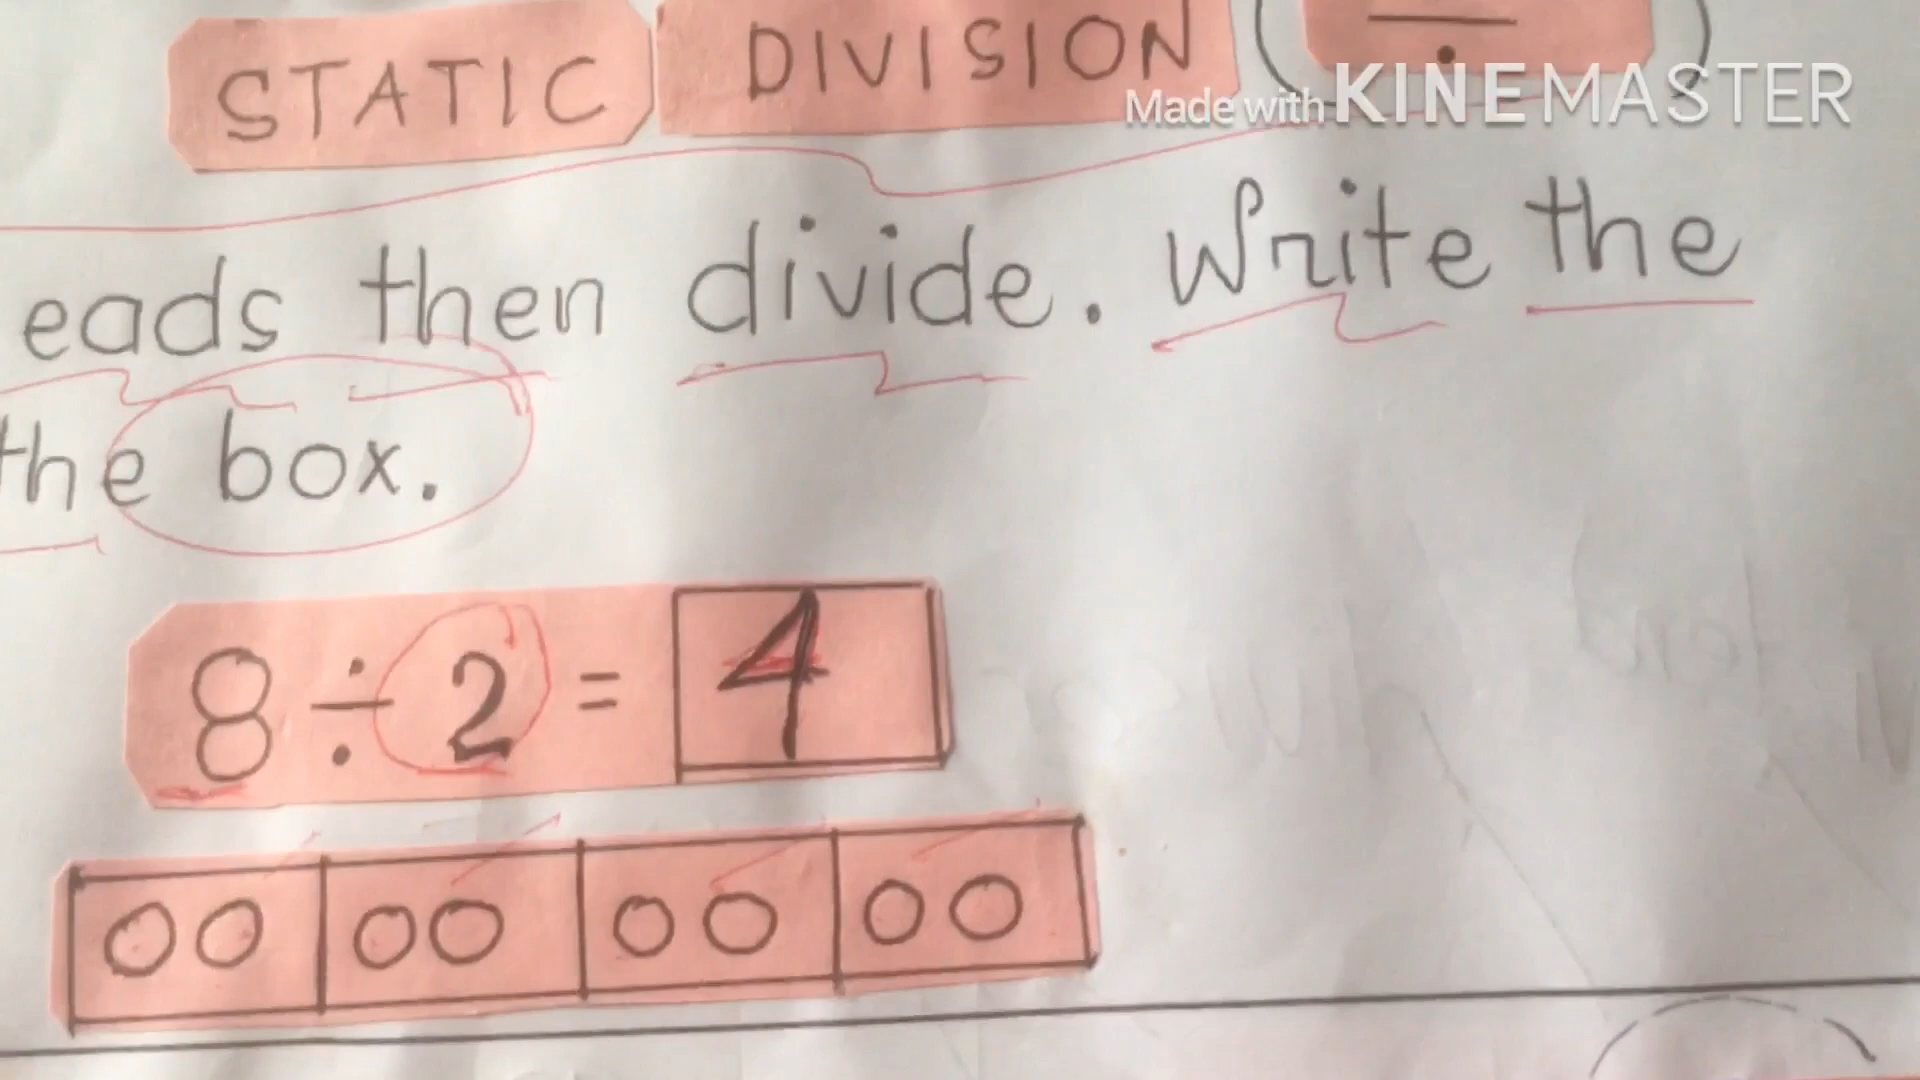 STATIC DIVISION (÷)
Made with KINEMASTER
eads then divide. Write the
the box.
8 ÷ 2 = 4